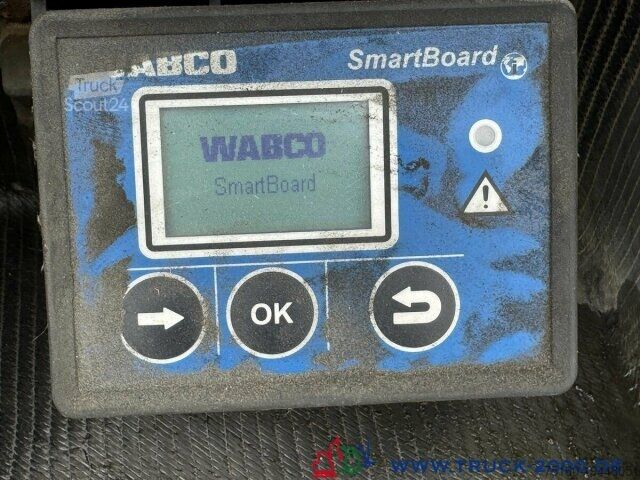 WABCO SmartBoard
Truck
Scout24
WABCO
SmartBoard
OK
WWW.TRUCK-2000.DE